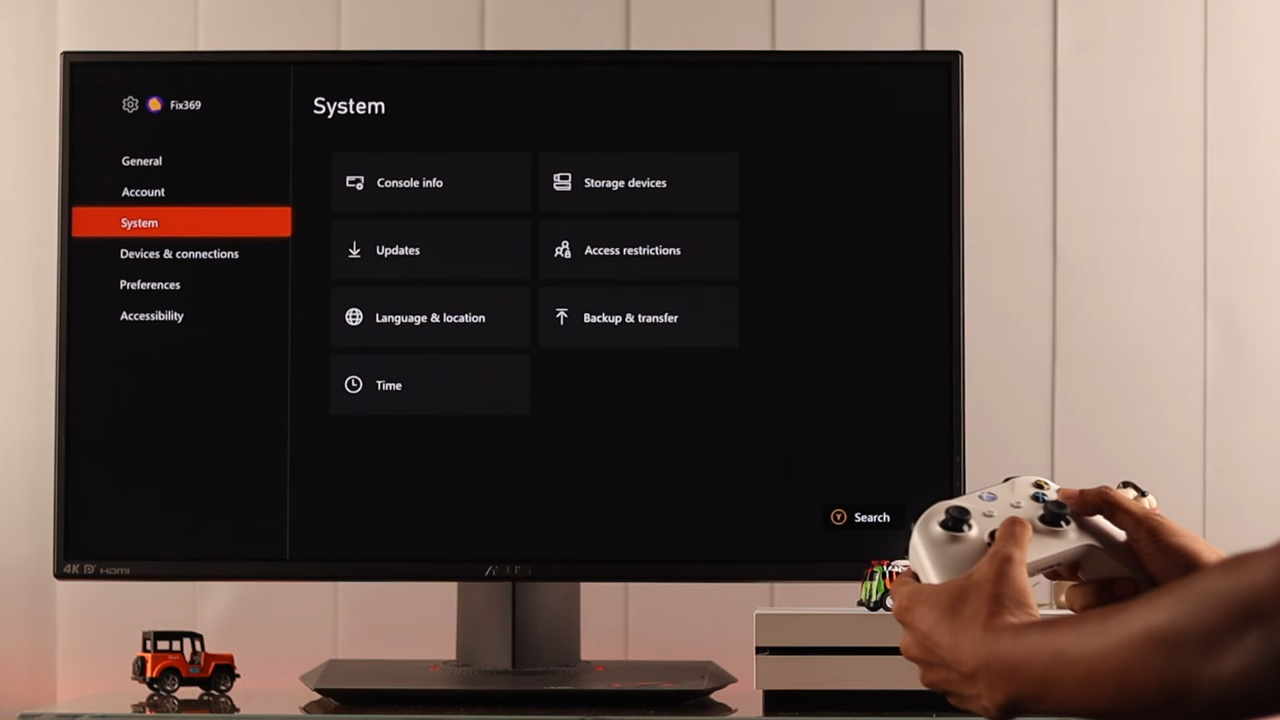 Fix369
General
Account
System
Devices & connections
Preferences
Accessibility
System
Console info
Storage devices
Updates
Access restrictions
Language & location
Backup & transfer
Time
Y Search
4K HDMI
ASUS